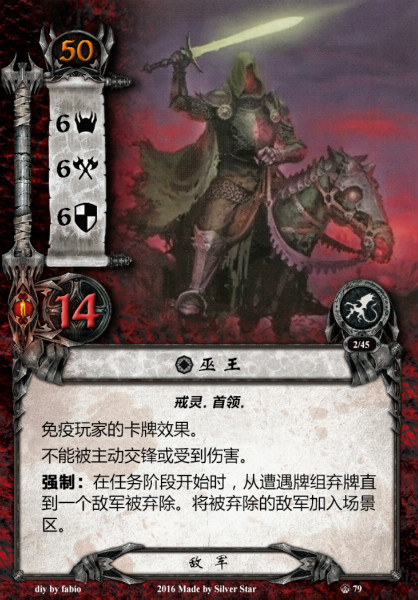 50
6
6
6
14
2/45
巫王
戒灵. 首领.
免疫玩家的卡牌效果。
不能被主动交锋或受到伤害。
强制：在任务阶段开始时，从遭遇牌组弃牌直
到一个敌军被弃除。将被弃除的敌军加入场景
区。
敌军
diy by fabio 2016 Made by Silver Star 79